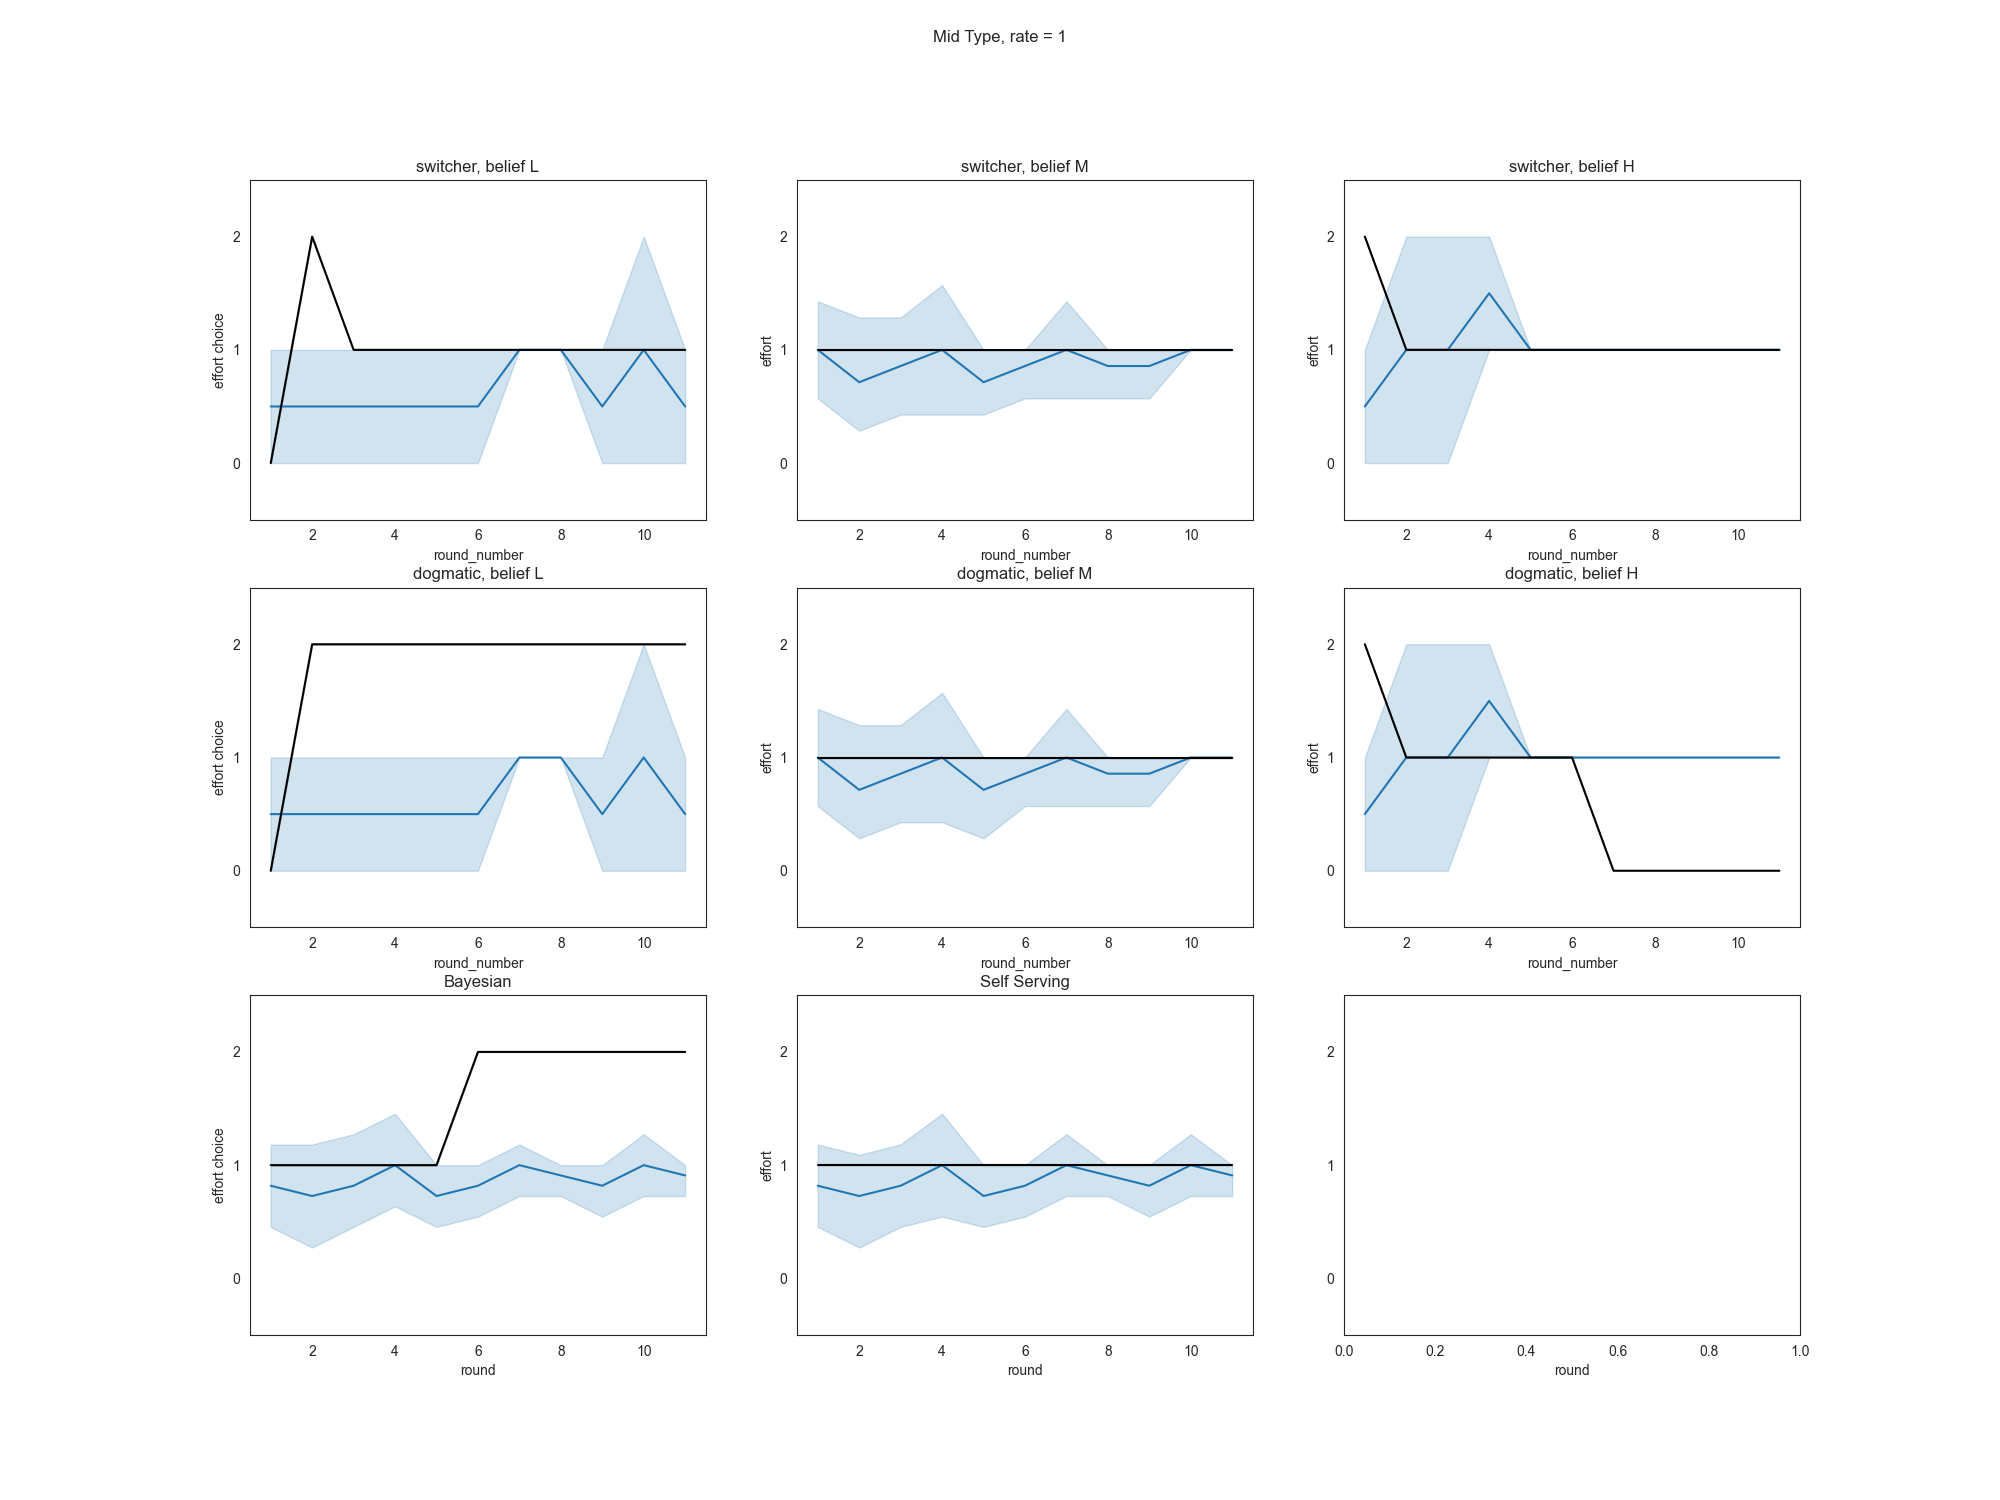 Mid Type, rate = 1
switcher, belief L
switcher, belief M
switcher, belief H
effort choice
2
1
0
effort
2
1
0
effort
2
1
0
2 4 6 8 10
2 4 6 8 10
2 4 6 8 10
round_number
round_number
round_number
dogmatic, belief L
dogmatic, belief M
dogmatic, belief H
effort choice
2
1
0
effort
2
1
0
effort
2
1
0
2 4 6 8 10
2 4 6 8 10
2 4 6 8 10
round_number
round_number
round_number
Bayesian
Self Serving
effort choice
2
1
0
effort
2
1
0
2
1
0
2 4 6 8 10
2 4 6 8 10
0.0 0.2 0.4 0.6 0.8 1.0
round
round
round